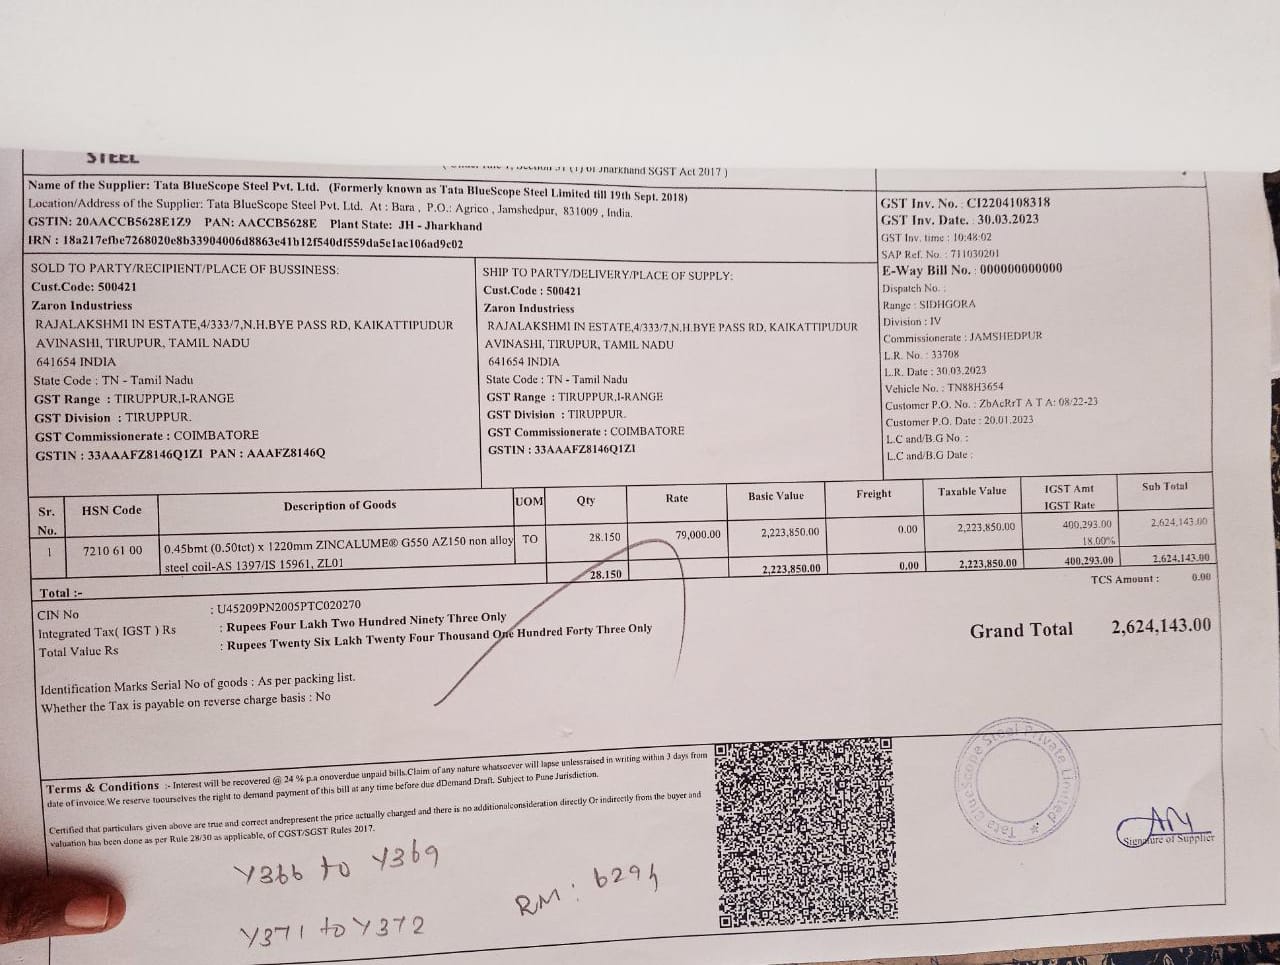 STEEL
Jharkhand SGST Act 2017 )
Name of the Supplier: Tata BlueScope Steel Pvt. Ltd. (Formerly known as Tata BlueScope Steel Limited till 19th Sept. 2018)
Location/Address of the Supplier: Tata BlueScope Steel Pvt. Ltd. At : Bara , P.O.: Agrico , Jamshedpur, 831009 , India.
GSTIN: 20AACCB5628E1Z9 PAN: AACCB5628E Plant State: JH - Jharkhand
IRN : 18a217efbe7268020e8b33904006d8863e41b12f540df559da5e1ac106ad9c02
GST Inv. No. : CI2204108318
GST Inv. Date. : 30.03.2023
GST Inv. time : 10:48:02
SAP Ref. No. : 711030201
E-Way Bill No. : 000000000000
Dispatch No. :
Range : SIDHGORA
Division : IV
Commissionerate : JAMSHEDPUR
L.R. No. : 33708
L.R. Date : 30.03.2023
Vehicle No. : TN88H3654
Customer P.O. No. : ZbAcRrT A T A: 08/22-23
Customer P.O. Date : 20.01.2023
L.C and/B.G No. :
L.C and/B.G Date :
SOLD TO PARTY/RECIPIENT/PLACE OF BUSSINESS:
Cust.Code: 500421
Zaron Industriess
RAJALAKSHMI IN ESTATE,4/333/7,N.H.BYE PASS RD, KAIKATTIPUDUR
AVINASHI, TIRUPUR, TAMIL NADU
641654 INDIA
State Code : TN - Tamil Nadu
GST Range : TIRUPPUR,I-RANGE
GST Division : TIRUPPUR.
GST Commissionerate : COIMBATORE
GSTIN : 33AAAFZ8146Q1ZI PAN : AAAFZ8146Q
SHIP TO PARTY/DELIVERY/PLACE OF SUPPLY:
Cust.Code : 500421
Zaron Industriess
RAJALAKSHMI IN ESTATE,4/333/7,N.H.BYE PASS RD, KAIKATTIPUDUR
AVINASHI, TIRUPUR, TAMIL NADU
641654 INDIA
State Code : TN - Tamil Nadu
GST Range : TIRUPPUR,I-RANGE
GST Division : TIRUPPUR.
GST Commissionerate : COIMBATORE
GSTIN : 33AAAFZ8146Q1ZI
Sr. No. HSN Code Description of Goods UOM Qty Rate Basic Value Freight Taxable Value IGST Amt IGST Rate Sub Total
1 7210 61 00 0.45bmt (0.50tct) x 1220mm ZINCALUME® G550 AZ150 non alloy TO 28.150 79,000.00 2,223,850.00 0.00 2,223,850.00 400,293.00 2,624,143.00
steel coil-AS 1397/IS 15961, ZL01 18.00%
Total :- 28.150 2,223,850.00 0.00 2,223,850.00 400,293.00 2,624,143.00
TCS Amount : 0.00
CIN No : U45209PN2005PTC020270
Integrated Tax( IGST ) Rs : Rupees Four Lakh Two Hundred Ninety Three Only
Total Value Rs : Rupees Twenty Six Lakh Twenty Four Thousand One Hundred Forty Three Only
Grand Total 2,624,143.00
Identification Marks Serial No of goods : As per packing list.
Whether the Tax is payable on reverse charge basis : No
Terms & Conditions :- Interest will be recovered @ 24 % p.a onoverdue unpaid bills.Claim of any nature whatsoever will lapse unlessraised in writing within 3 days from
date of invoice.We reserve toourselves the right to demand payment of this bill at any time before due dDemand Draft. Subject to Pune Jurisdiction.
Certified that particulars given above are true and correct andrepresent the price actually charged and there is no additionalconsideration directly Or indirectly from the buyer and
valuation has been done as per Rule 28/30 as applicable, of CGST/SGST Rules 2017.
Tata BlueScope Steel Private Limited
Signature of Supplier
Y366 to Y369
RM: 6294
Y371 to Y372